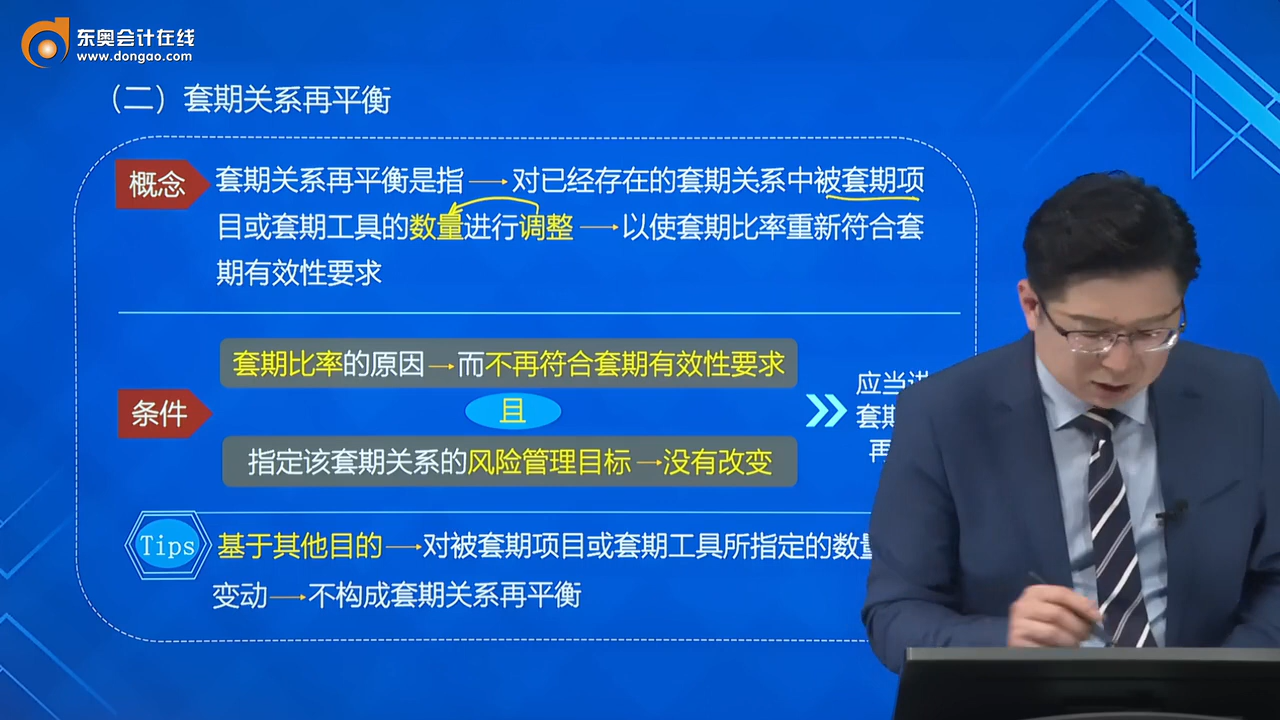 东奥会计在线
www.dongao.com
（二）套期关系再平衡
概念
套期关系再平衡是指→对已经存在的套期关系中被套期项
目或套期工具的数量进行调整→以使套期比率重新符合套
期有效性要求
条件
套期比率的原因→而不再符合套期有效性要求
且
指定该套期关系的风险管理目标→没有改变
应当进
套期
再
Tips
基于其他目的→对被套期项目或套期工具所指定的数量
变动→不构成套期关系再平衡